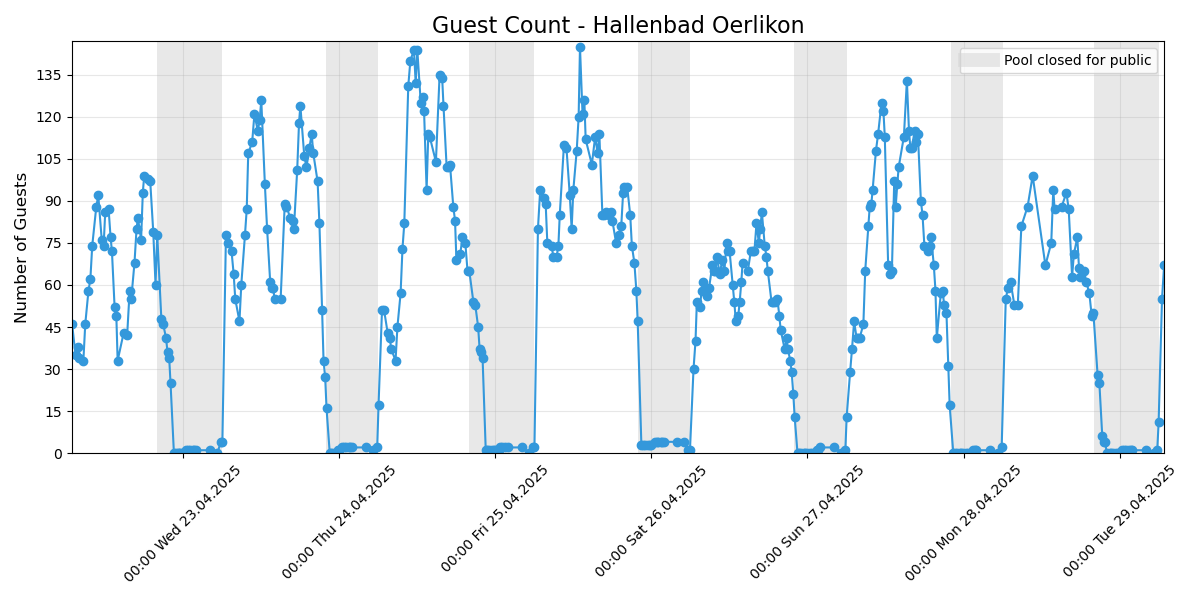 Guest Count - Hallenbad Oerlikon
Pool closed for public
Number of Guests
135
120
105
90
75
60
45
30
15
0
00:00 Wed 23.04.2025
00:00 Thu 24.04.2025
00:00 Fri 25.04.2025
00:00 Sat 26.04.2025
00:00 Sun 27.04.2025
00:00 Mon 28.04.2025
00:00 Tue 29.04.2025